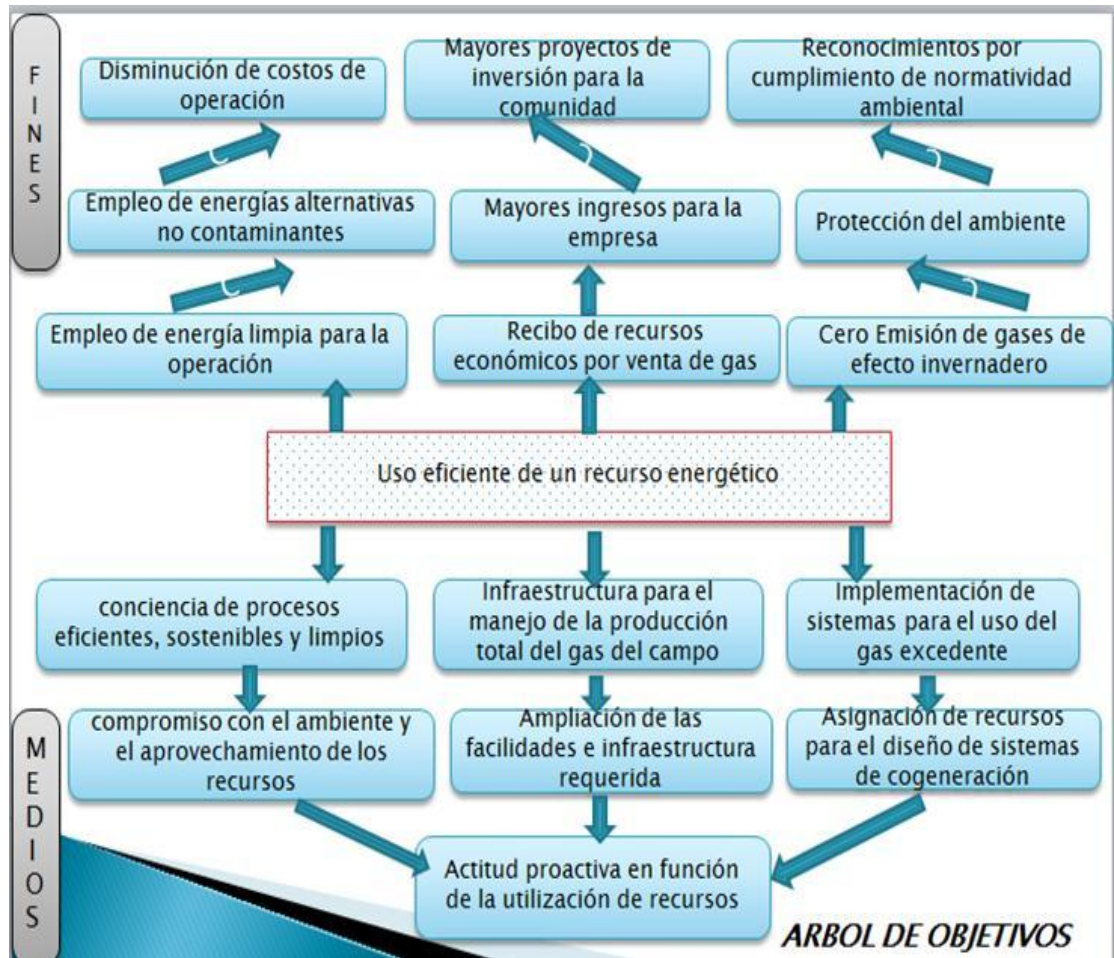 FINES
Disminución de costos de
operación
Mayores proyectos de
inversión para la
comunidad
Reconocimientos por
cumplimiento de normatividad
ambiental
Empleo de energías alternativas
no contaminantes
Mayores ingresos para la
empresa
Protección del ambiente
Empleo de energía limpia para la
operación
Recibo de recursos
económicos por venta de gas
Cero Emisión de gases de
efecto invernadero
Uso eficiente de un recurso energético
conciencia de procesos
eficientes, sostenibles y limpios
Infraestructura para el
manejo de la producción
total del gas del campo
Implementación de
sistemas para el uso del
gas excedente
MEDIOS
compromiso con el ambiente y
el aprovechamiento de los
recursos
Ampliación de las
facilidades e infraestructura
requerida
Asignación de recursos
para el diseño de sistemas
de cogeneración
Actitud proactiva en función
de la utilización de recursos
ARBOL DE OBJETIVOS